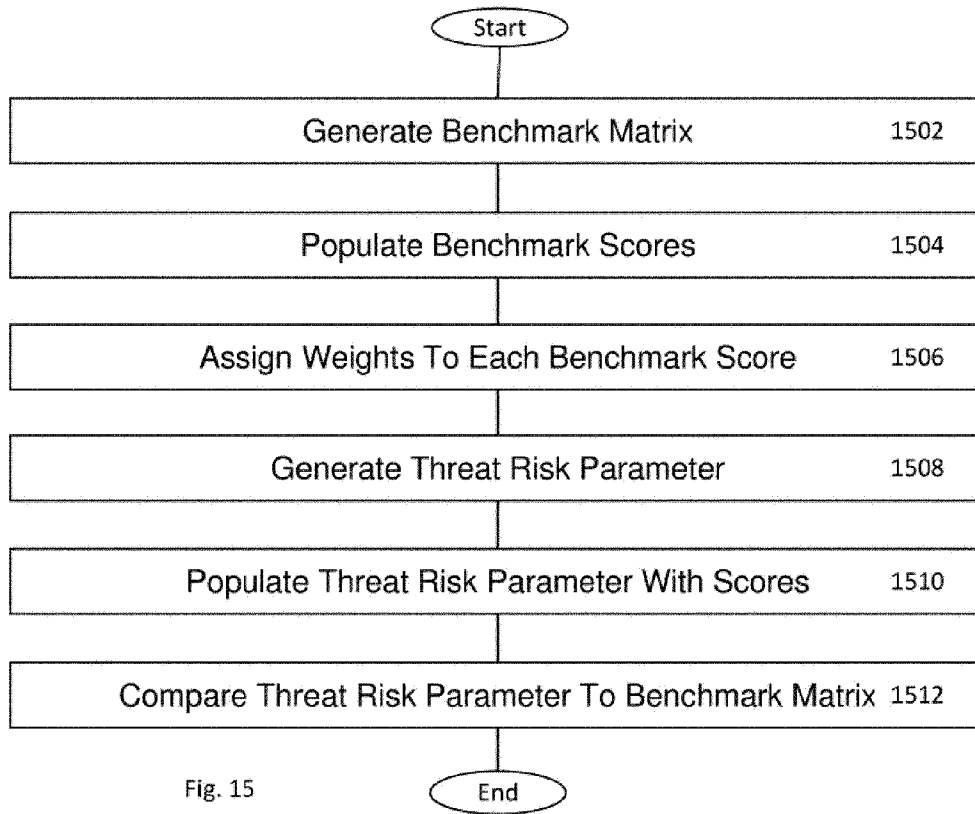 Start
Generate Benchmark Matrix 1502
Populate Benchmark Scores 1504
Assign Weights To Each Benchmark Score 1506
Generate Threat Risk Parameter 1508
Populate Threat Risk Parameter With Scores 1510
Compare Threat Risk Parameter To Benchmark Matrix 1512
Fig. 15
End